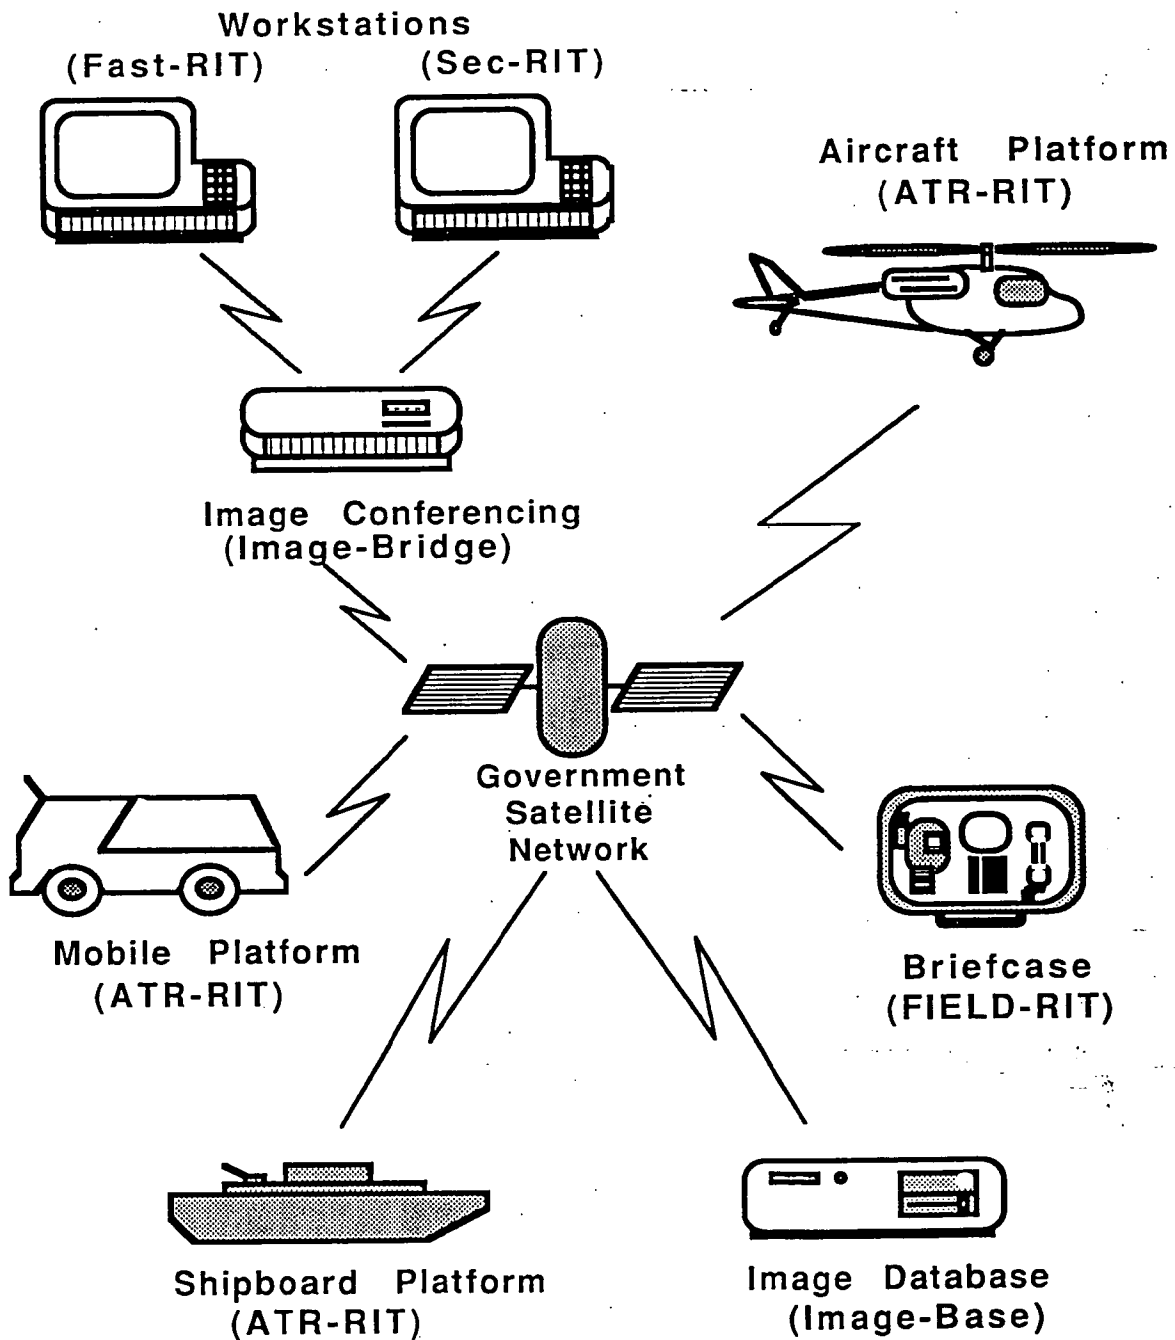 Workstations
(Fast-RIT) (Sec-RIT)
Aircraft Platform
(ATR-RIT)
Image Conferencing
(Image-Bridge)
Government
Satellite
Network
Mobile Platform
(ATR-RIT)
Briefcase
(FIELD-RIT)
Shipboard Platform
(ATR-RIT)
Image Database
(Image-Base)